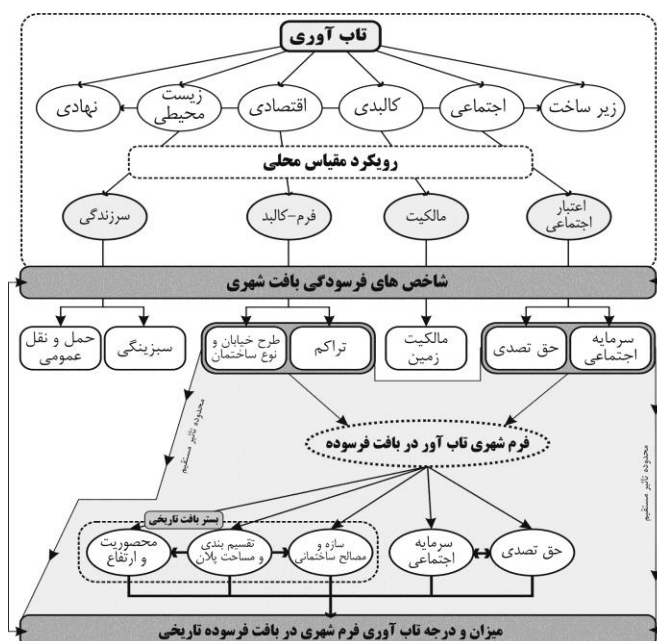 تاب آوری
زیر ساخت
اجتماعی
کالبدی
اقتصادی
زیست
محیطی
نهادی
رویکرد مقیاس محلی
اعتبار
اجتماعی
مالکیت
فرم-کالبد
سرزندگی
شاخص های فرسودگی بافت شهری
سرمایه
اجتماعی
حق تصدی
مالکیت
زمین
تراکم
طرح خیابان و
نوع ساختمان
سبزینگی
حمل و نقل
عمومی
محدوده تاثیر مستقیم
محدوده تاثیر مستقیم
فرم شهری تاب آور در بافت فرسوده
بستر بافت تاریخی
حق تصدی
سرمایه
اجتماعی
سازه و
مصالح ساختمانی
تقسیم بندی
و مساحت پلان
محصوریت
و ارتفاع
میزان و درجه تاب آوری فرم شهری در بافت فرسوده تاریخی